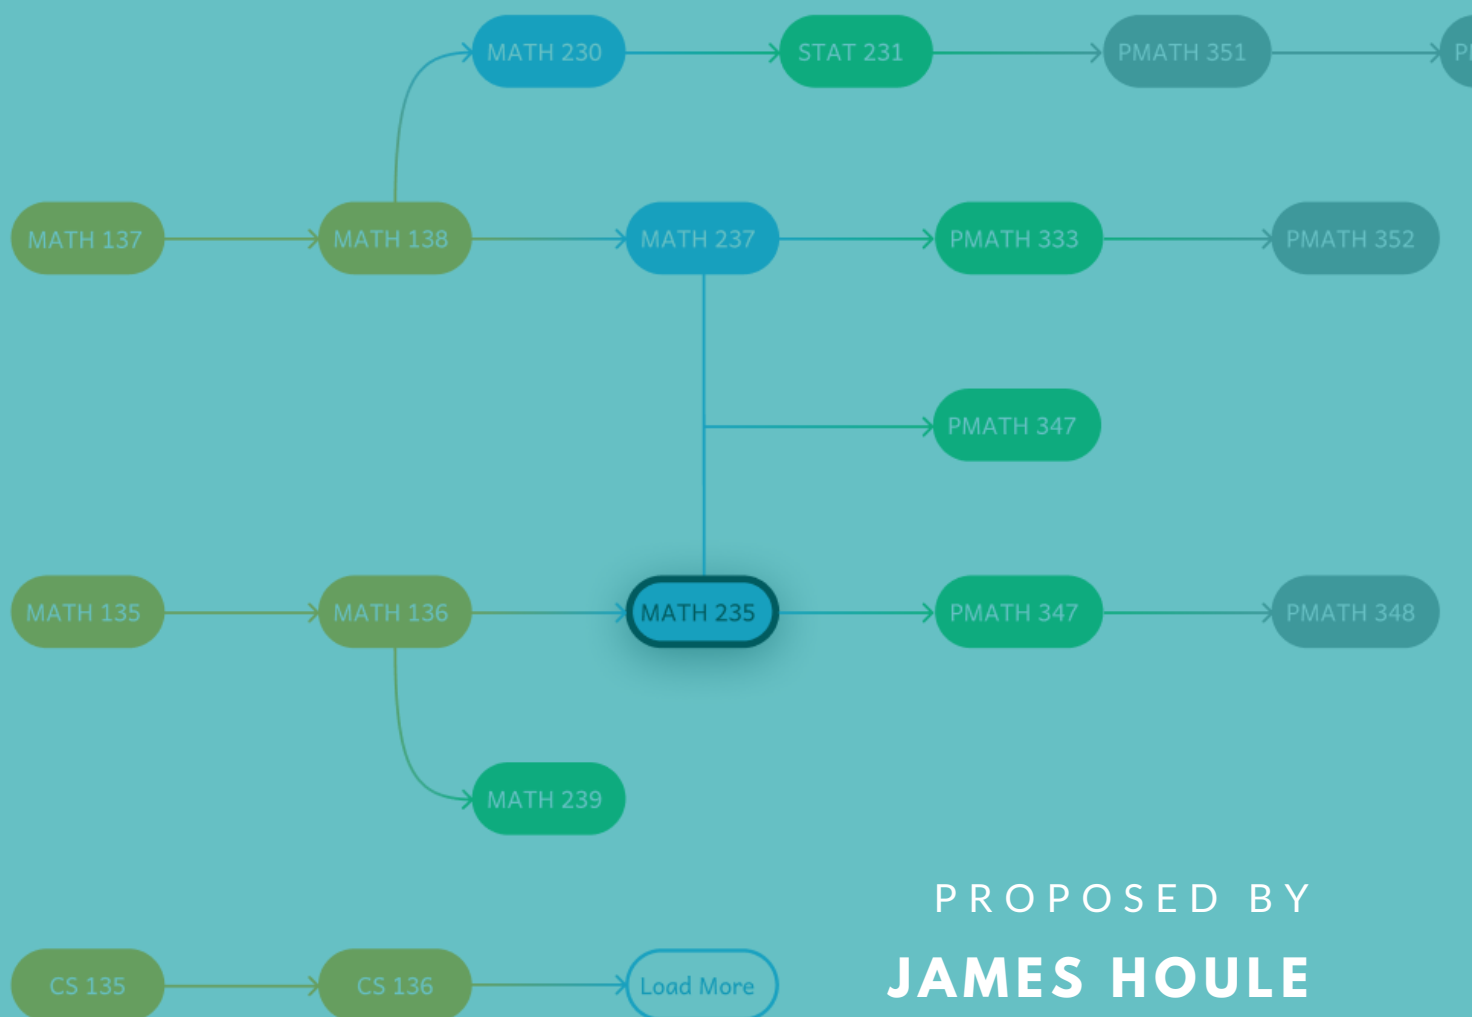 MATH 230
STAT 231
PMATH 351
MATH 137
MATH 138
MATH 237
PMATH 333
PMATH 352
PMATH 347
MATH 135
MATH 136
MATH 235
PMATH 347
PMATH 348
MATH 239
PROPOSED BY
JAMES HOULE
CS 135
CS 136
Load More